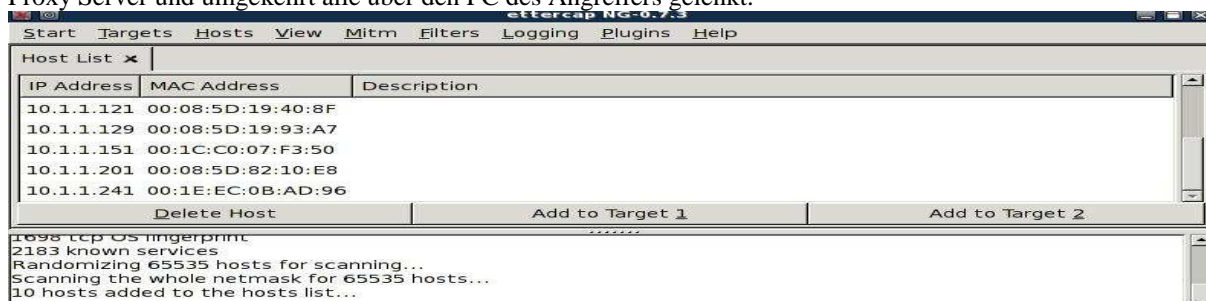 Proxy Server und umgekehrt alle über den PC des Angreifers gelenkt.
ettercap NG-0.7.3
Start Targets Hosts View Mitm Filters Logging Plugins Help
Host List ×
IP Address MAC Address Description
10.1.1.121 00:08:5D:19:40:8F
10.1.1.129 00:08:5D:19:93:A7
10.1.1.151 00:1C:C0:07:F3:50
10.1.1.201 00:08:5D:82:10:E8
10.1.1.241 00:1E:EC:0B:AD:96
Delete Host Add to Target 1 Add to Target 2
1698 tcp OS fingerprint
2183 known services
Randomizing 65535 hosts for scanning...
Scanning the whole netmask for 65535 hosts...
10 hosts added to the hosts list...